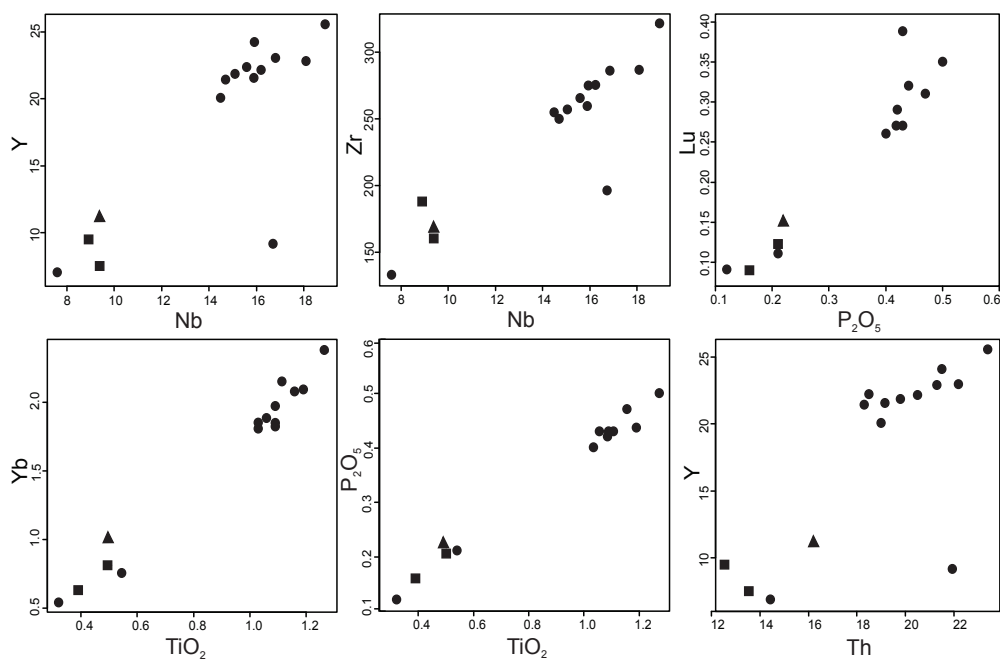 25
20
15
10
Y
8 10 12 14 16 18
Nb
300
250
200
150
Zr
8 10 12 14 16 18
Nb
0.40
0.35
0.30
0.25
0.20
0.15
0.10
Lu
0.1 0.2 0.3 0.4 0.5 0.6
P₂O₅
2.0
1.5
1.0
0.5
Yb
0.4 0.6 0.8 1.0 1.2
TiO₂
0.6
0.5
0.4
0.3
0.2
0.1
P₂O₅
0.4 0.6 0.8 1.0 1.2
TiO₂
25
20
15
10
Y
12 14 16 18 20 22
Th